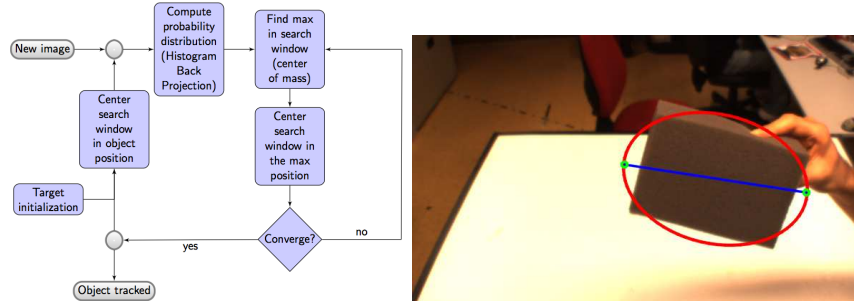 New image
Compute
probability
distribution
(Histogram
Back
Projection)
Find max
in search
window
(center
of mass)
Center
search
window
in object
position
Center
search
window in
the max
position
Target
initialization
Converge?
yes
no
Object tracked